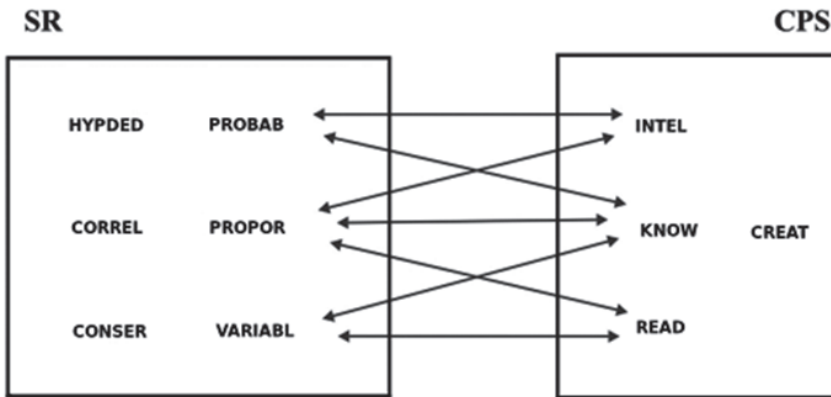 SR CPS
HYPDED PROBAB INTEL
CORREL PROPOR KNOW CREAT
CONSER VARIABL READ